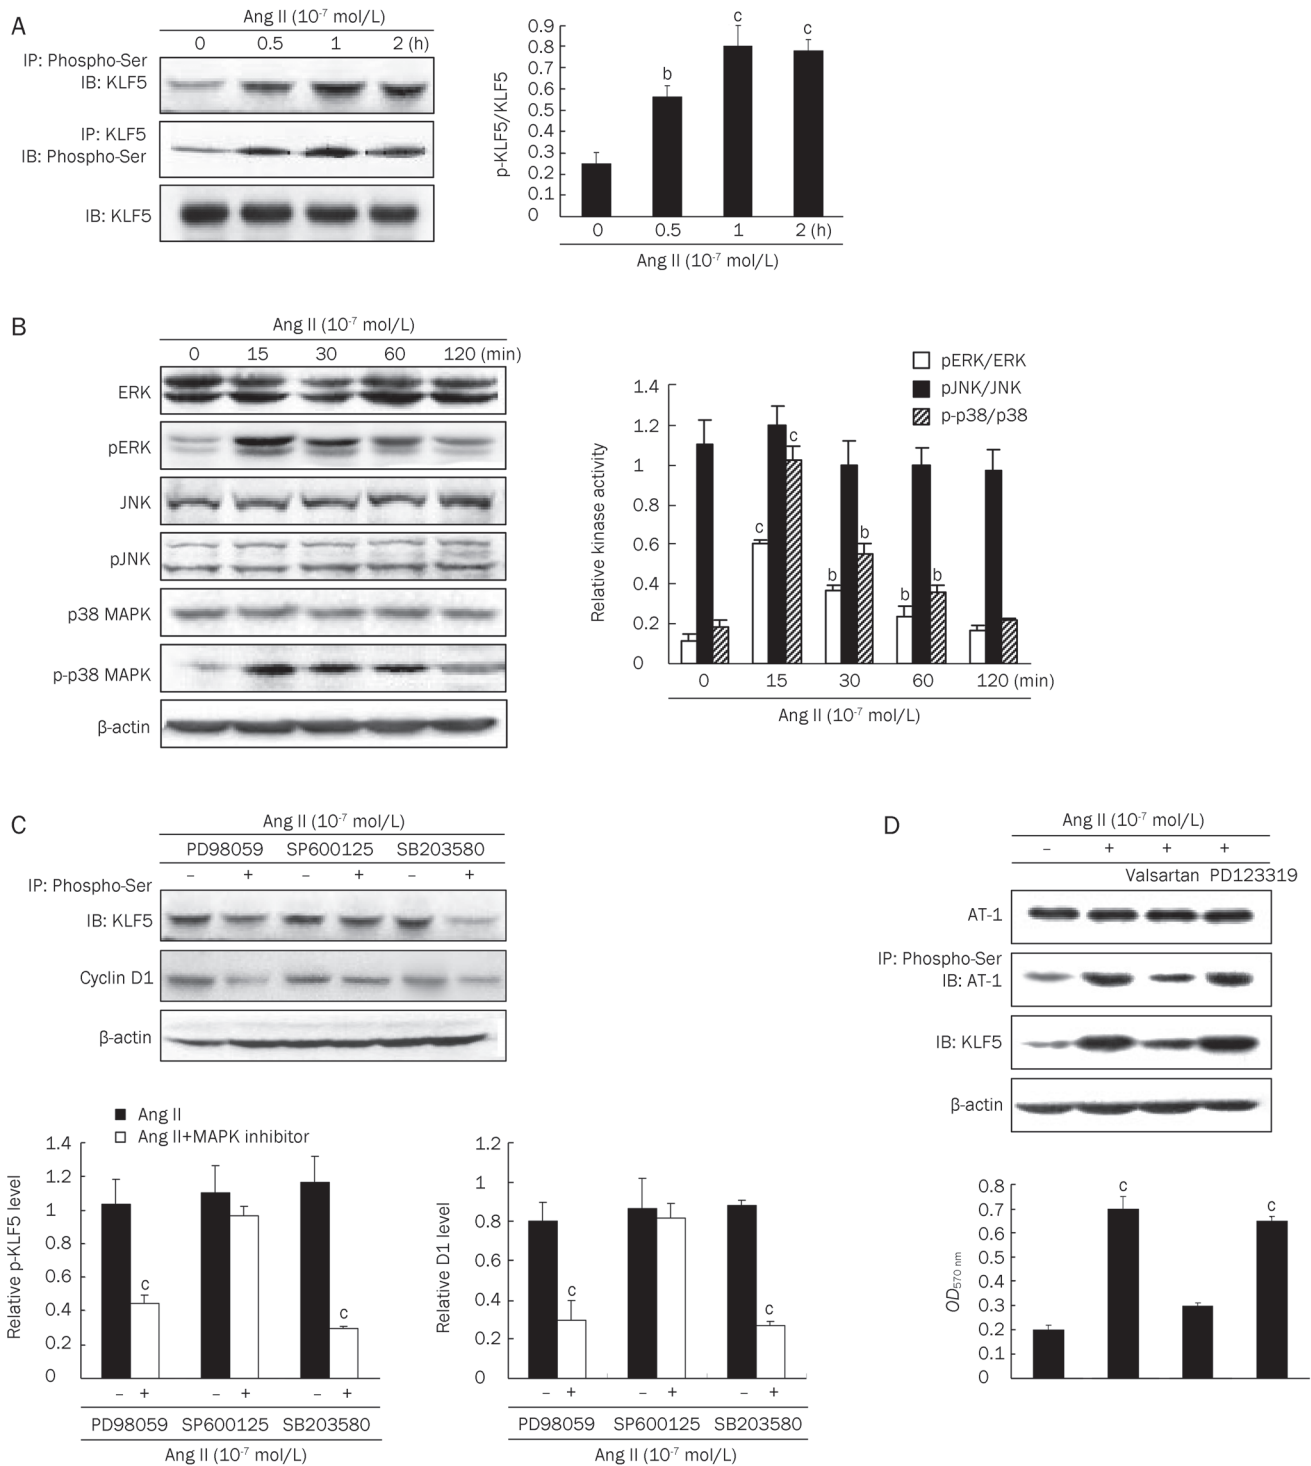 A
Ang II (10-7 mol/L)
0 0.5 1 2 (h)
IP: Phospho-Ser
IB: KLF5
IP: KLF5
IB: Phospho-Ser
IB: KLF5
p-KLF5/KLF5
0.9
0.8
0.7
0.6
0.5
0.4
0.3
0.2
0.1
0
b
c
c
0 0.5 1 2 (h)
Ang II (10-7 mol/L)
B
Ang II (10-7 mol/L)
0 15 30 60 120 (min)
ERK
pERK
JNK
pJNK
p38 MAPK
p-p38 MAPK
β-actin
pERK/ERK
pJNK/JNK
p-p38/p38
Relative kinase activity
1.4
1.2
1
0.8
0.6
0.4
0.2
0
c
c
b
b
b
b
0 15 30 60 120 (min)
Ang II (10-7 mol/L)
C
Ang II (10-7 mol/L)
PD98059 SP600125 SB203580
– + – + – +
IP: Phospho-Ser
IB: KLF5
Cyclin D1
β-actin
Ang II
Ang II+MAPK inhibitor
Relative p-KLF5 level
1.4
1.2
1
0.8
0.6
0.4
0.2
0
c
c
– + – + – +
PD98059 SP600125 SB203580
Ang II (10-7 mol/L)
Relative D1 level
1.2
1
0.8
0.6
0.4
0.2
0
c
c
– + – + – +
PD98059 SP600125 SB203580
Ang II (10-7 mol/L)
D
Ang II (10-7 mol/L)
– + + +
Valsartan PD123319
AT-1
IP: Phospho-Ser
IB: AT-1
IB: KLF5
β-actin
OD570 nm
0.8
0.7
0.6
0.5
0.4
0.3
0.2
0.1
0
c
c